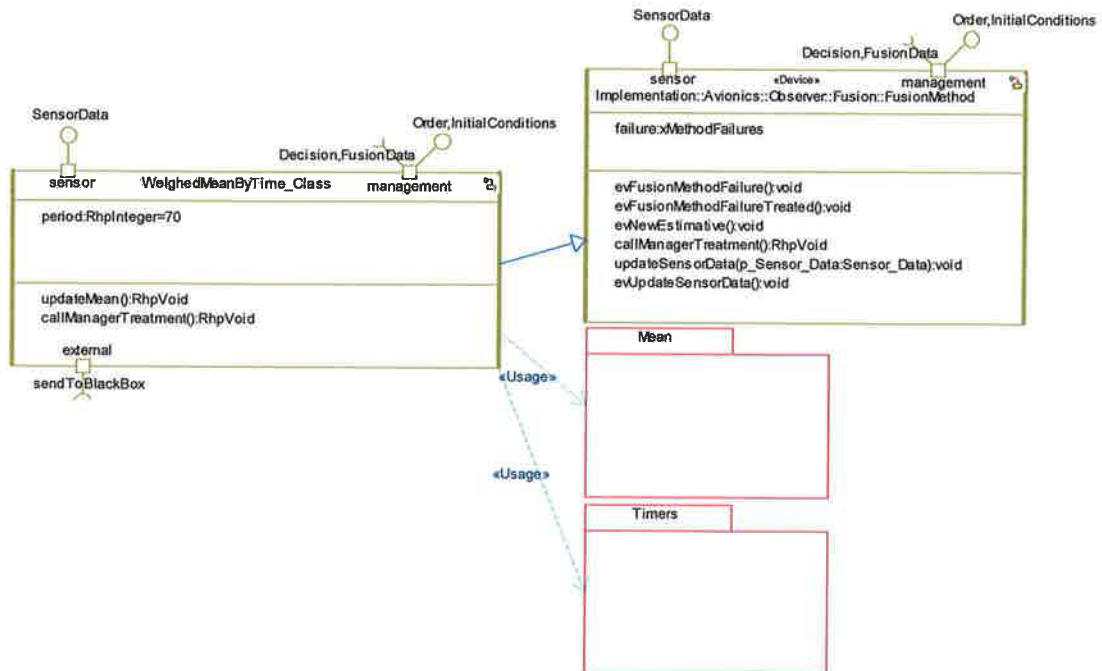 SensorData
Order,InitialConditions
Decision,FusionData
sensor
«Device»
management
Implementation::Avionics::Observer::Fusion::FusionMethod
failure:xMethodFailures
evFusionMethodFailure():void
evFusionMethodFailureTreated():void
evNewEstimative():void
callManagerTreatment():RhpVoid
updateSensorData(p_Sensor_Data:Sensor_Data):void
evUpdateSensorData():void
SensorData
Order,InitialConditions
Decision,FusionData
sensor
WeighedMeanByTime_Class
management
period:RhpInteger=70
updateMean():RhpVoid
callManagerTreatment():RhpVoid
external
sendToBlackBox
«Usage»
«Usage»
Mean
Timers